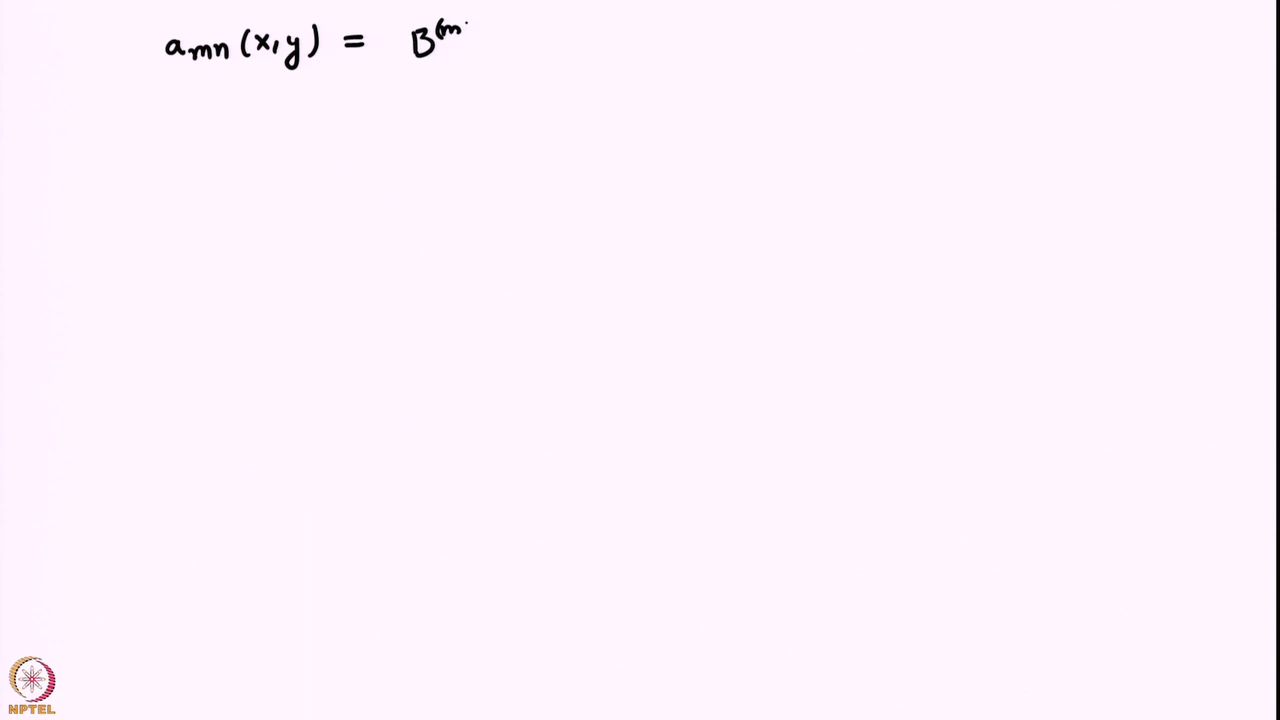 amn (x,y) = B(m
NPTEL